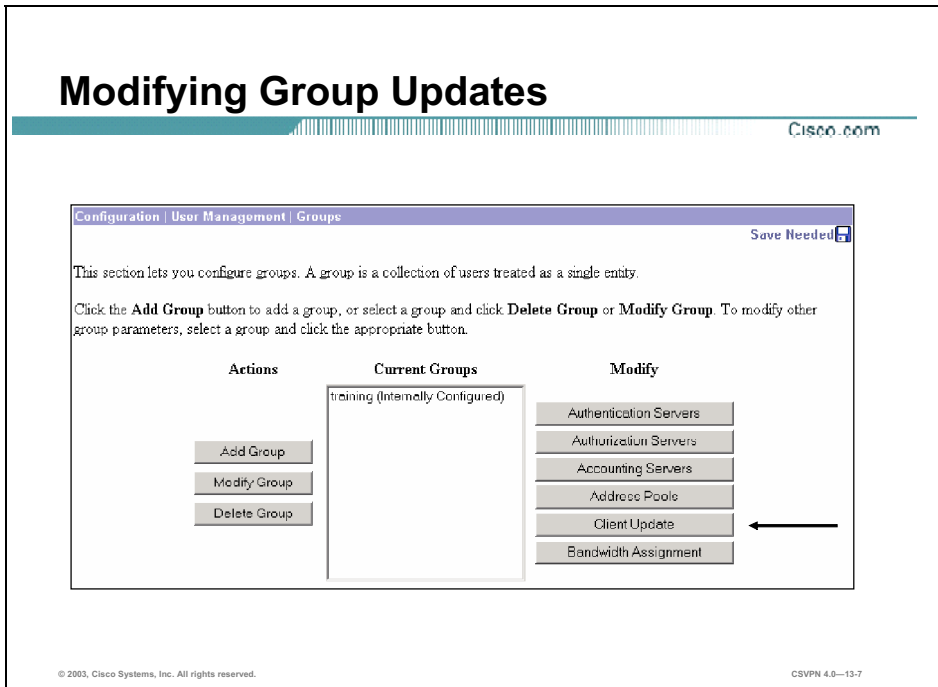 Modifying Group Updates
Cisco.com
Configuration | User Management | Groups
Save Needed
This section lets you configure groups. A group is a collection of users treated as a single entity.
Click the Add Group button to add a group, or select a group and click Delete Group or Modify Group. To modify other
group parameters, select a group and click the appropriate button.
Actions
Current Groups
Modify
training (Internally Configured)
Add Group
Modify Group
Delete Group
Authentication Servers
Authorization Servers
Accounting Servers
Address Pools
Client Update
Bandwidth Assignment
© 2003, Cisco Systems, Inc. All rights reserved.
CSVPN 4.0—13-7